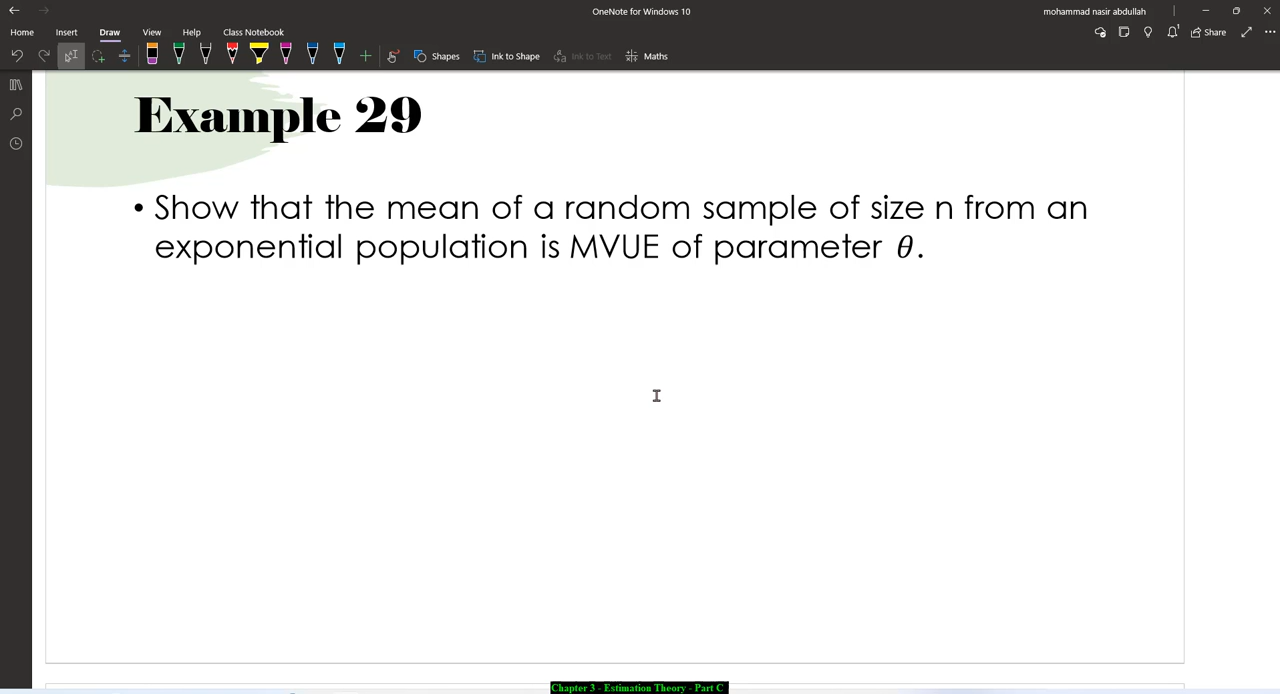 OneNote for Windows 10
mohammad nasir abdullah
Home Insert Draw View Help Class Notebook
1
Share
Shapes Ink to Shape Ink to Text Maths
Example 29
• Show that the mean of a random sample of size n from an
exponential population is MVUE of parameter θ.
Chapter 3 - Estimation Theory - Part C